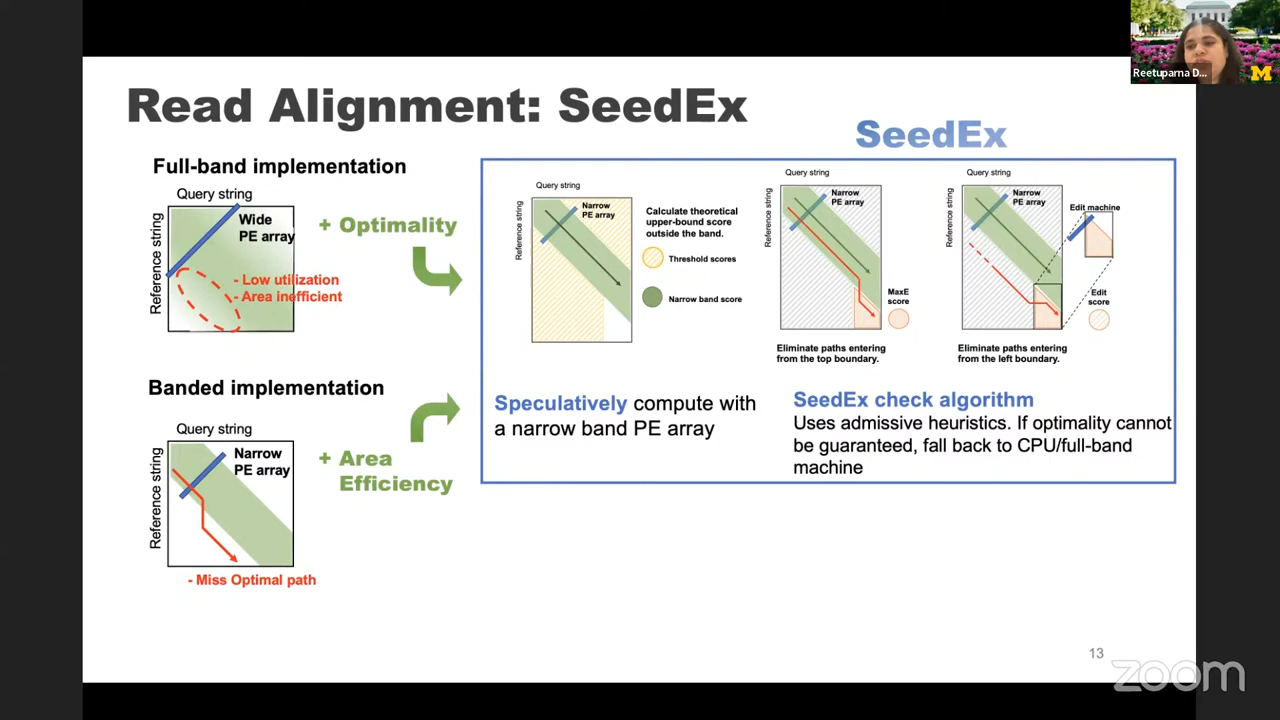 Read Alignment: SeedEx
Full-band implementation
Query string
Reference string
Wide
PE array
- Low utilization
- Area inefficient
+ Optimality
Banded implementation
Query string
Reference string
Narrow
PE array
- Miss Optimal path
+ Area
Efficiency
SeedEx
Query string
Reference string
Narrow
PE array
Calculate theoretical
upper-bound score
outside the band.
Threshold scores
Narrow band score
Speculatively compute with
a narrow band PE array
Query string
Reference string
Narrow
PE array
MaxE
score
Eliminate paths entering
from the top boundary.
Query string
Reference string
Narrow
PE array
Edit machine
Edit
score
Eliminate paths entering
from the left boundary.
SeedEx check algorithm
Uses admissive heuristics. If optimality cannot
be guaranteed, fall back to CPU/full-band
machine
13
Reetuparna D...
M
zoom